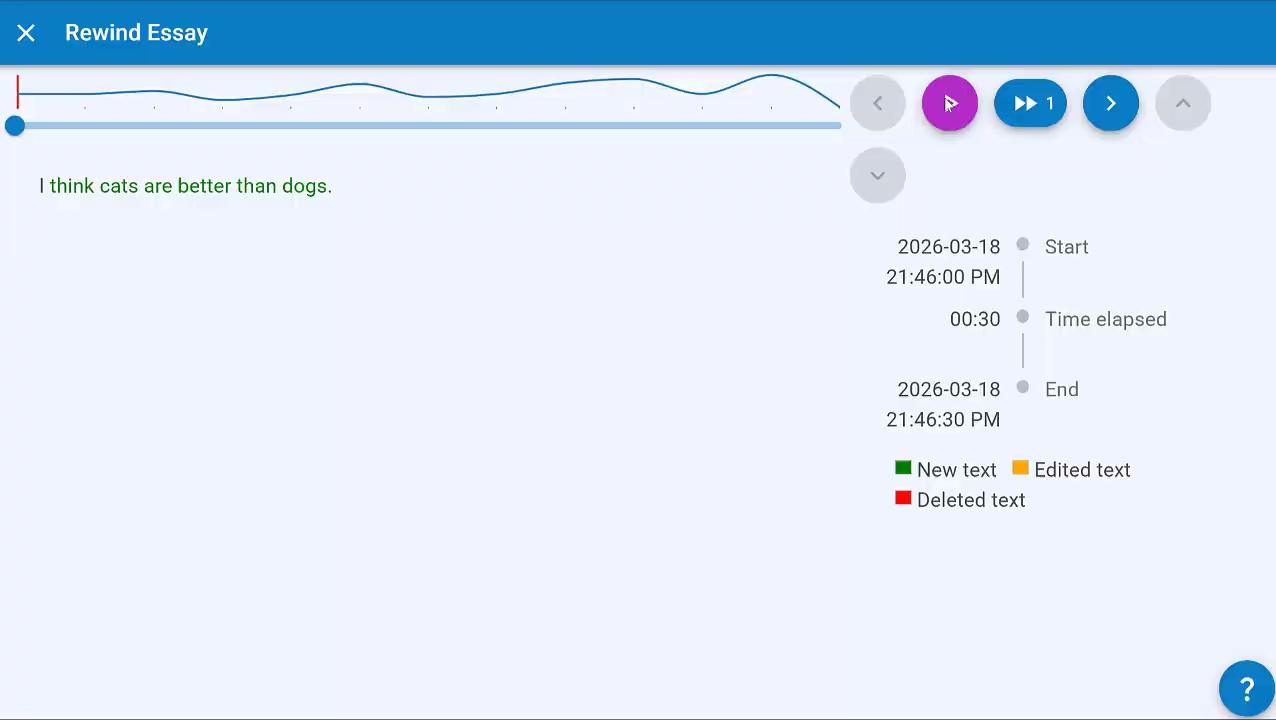 Rewind Essay
1
I think cats are better than dogs.
2026-03-18 Start
21:46:00 PM
00:30 Time elapsed
2026-03-18 End
21:46:30 PM
New text Edited text
Deleted text
?